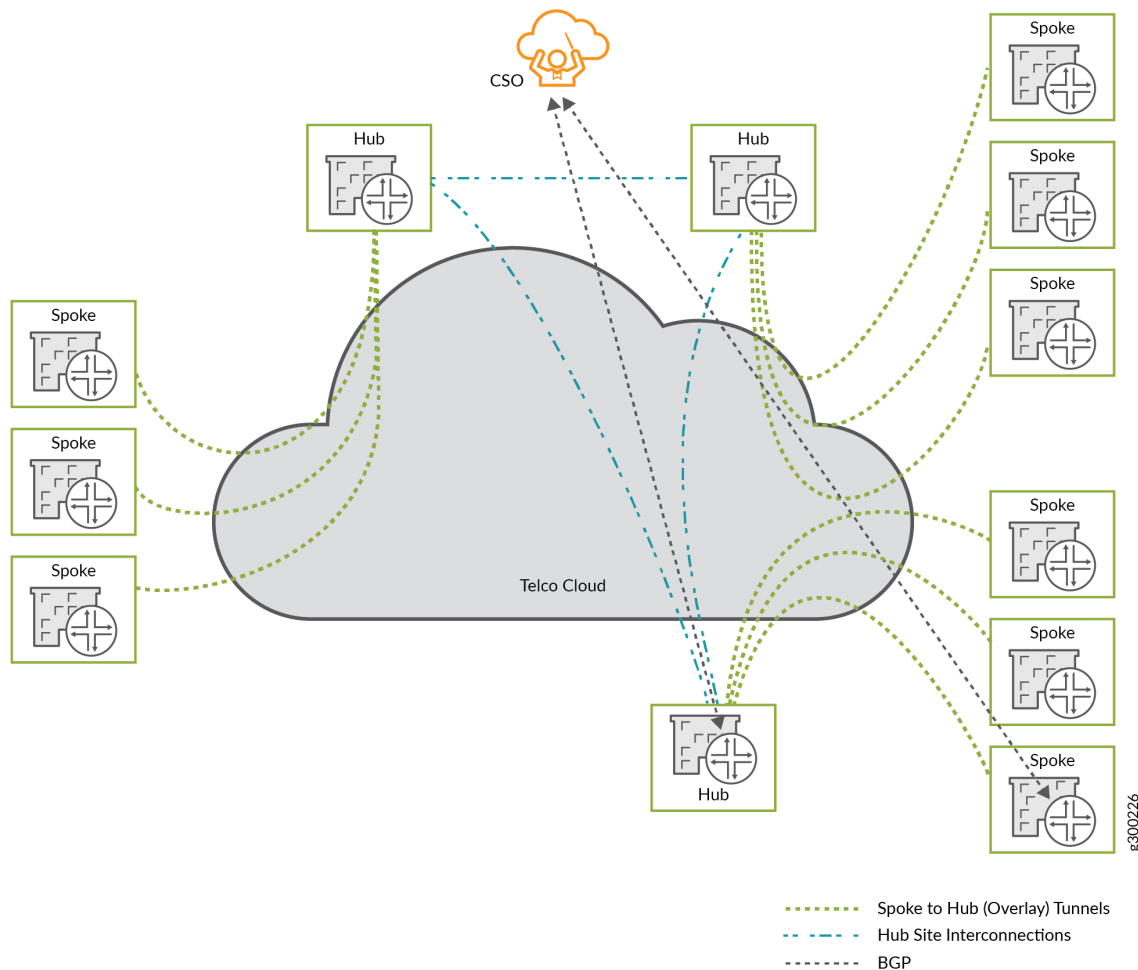 Spoke
CSO
Hub
Hub
Spoke
Spoke
Spoke
Spoke
Spoke
Spoke
Telco Cloud
Spoke
Spoke
Hub
g300226
Spoke to Hub (Overlay) Tunnels
Hub Site Interconnections
BGP